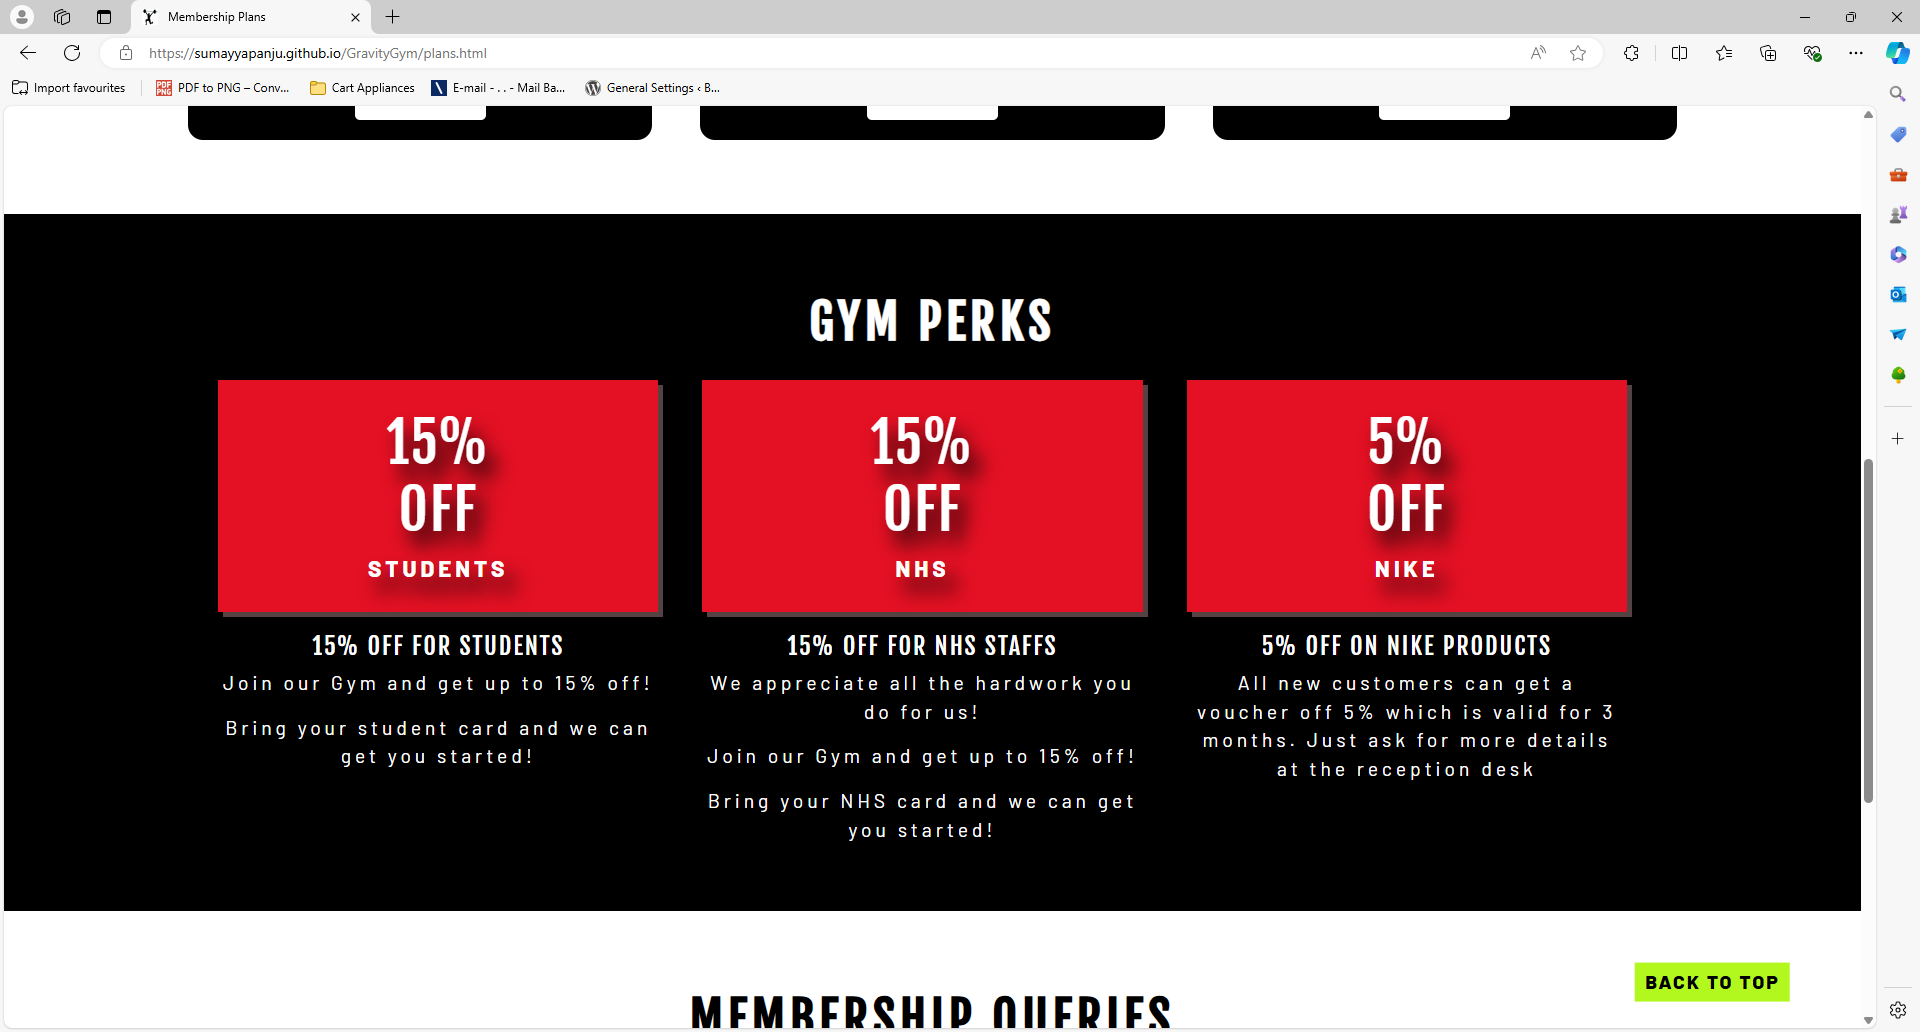 Membership Plans
https://sumayyapanju.github.io/GravityGym/plans.html
Import favourites
PDF to PNG – Conv...
Cart Appliances
E-mail - . . - Mail Ba...
General Settings ‹ B...
GYM PERKS
15%
OFF
STUDENTS
15% OFF FOR STUDENTS
Join our Gym and get up to 15% off!
Bring your student card and we can
get you started!
15%
OFF
NHS
15% OFF FOR NHS STAFFS
We appreciate all the hardwork you
do for us!
Join our Gym and get up to 15% off!
Bring your NHS card and we can get
you started!
5%
OFF
NIKE
5% OFF ON NIKE PRODUCTS
All new customers can get a
voucher off 5% which is valid for 3
months. Just ask for more details
at the reception desk
BACK TO TOP
MEMBERSHIP QUERIES